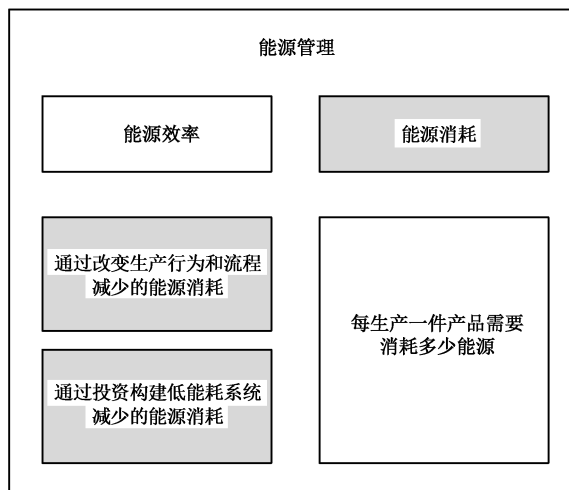 能源管理
能源效率
能源消耗
通过改变生产行为和流程
减少的能源消耗
通过投资构建低能耗系统
减少的能源消耗
每生产一件产品需要
消耗多少能源